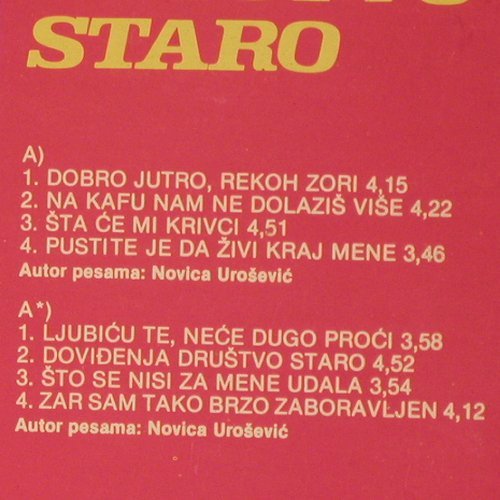 STARO
A)
1. DOBRO JUTRO, REKOH ZORI 4,15
2. NA KAFU NAM NE DOLAZIŠ VIŠE 4,22
3. ŠTA ĆE MI KRIVCI 4,51
4. PUSTITE JE DA ŽIVI KRAJ MENE 3,46
Autor pesama: Novica Urošević
A*)
1. LJUBIĆU TE, NEĆE DUGO PROĆI 3,58
2. DOVIĐENJA DRUŠTVO STARO 4,52
3. ŠTO SE NISI ZA MENE UDALA 3,54
4. ZAR SAM TAKO BRZO ZABORAVLJEN 4,12
Autor pesama: Novica Urošević